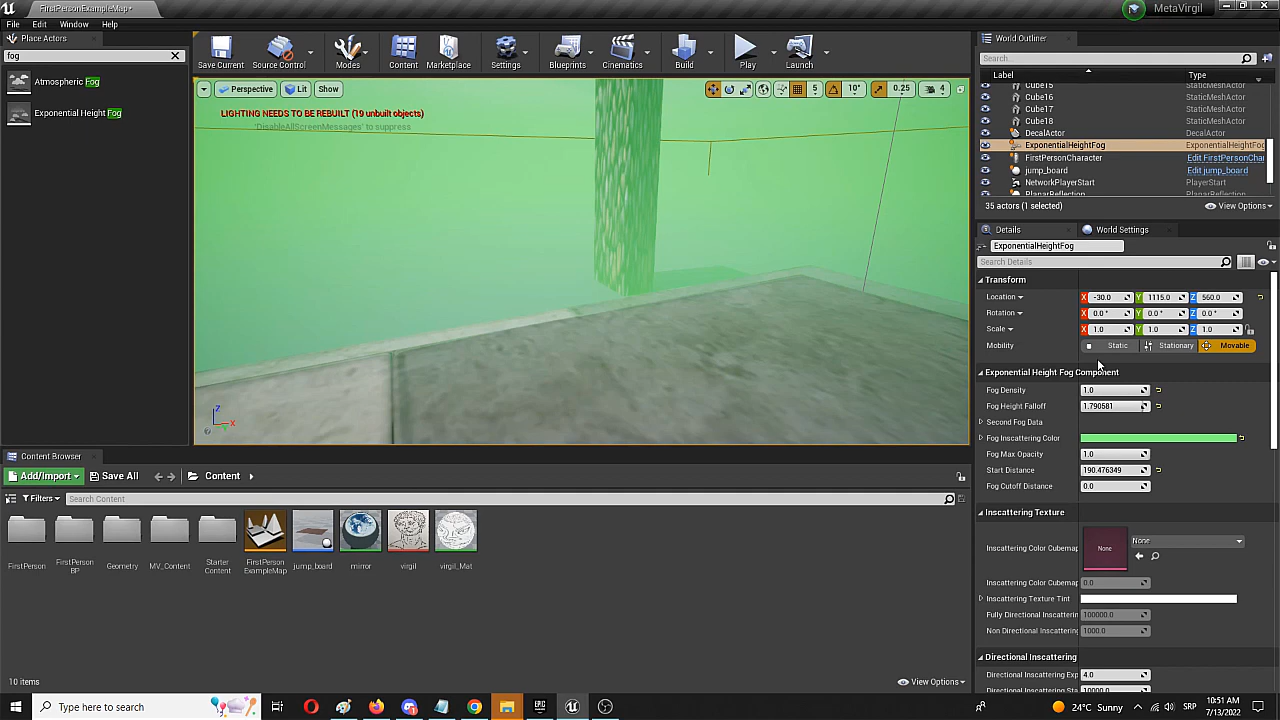 FirstPersonExampleMap*
MetaVirgil
File Edit Window Help
Place Actors
fog
Atmospheric Fog
Exponential Height Fog
Save Current
Source Control
Modes
Content
Marketplace
Settings
Blueprints
Cinematics
Build
Play
Launch
Perspective
Lit
Show
5
10°
0.25
4
LIGHTING NEEDS TO BE REBUILT (19 unbuilt objects)
'DisableAllScreenMessages' to suppress
Z
X
World Outliner
Search...
Label Type
Cube15 StaticMeshActor
Cube16 StaticMeshActor
Cube17 StaticMeshActor
Cube18 StaticMeshActor
DecalActor DecalActor
ExponentialHeightFog ExponentialHeightFog
FirstPersonCharacter Edit FirstPersonChar
jump_board Edit jump_board
NetworkPlayerStart PlayerStart
PlanarReflection PlanarReflection
35 actors (1 selected)
View Options
Details
World Settings
ExponentialHeightFog
Search Details
Transform
Location X -30.0 Y 1115.0 Z 560.0
Rotation X 0.0 ° Y 0.0 ° Z 0.0 °
Scale X 1.0 Y 1.0 Z 1.0
Mobility Static Stationary Movable
Exponential Height Fog Component
Fog Density 1.0
Fog Height Falloff 1.790581
Second Fog Data
Fog Inscattering Color
Fog Max Opacity 1.0
Start Distance 190.476349
Fog Cutoff Distance 0.0
Inscattering Texture
Inscattering Color Cubemap None None
Inscattering Color Cubemap 0.0
Inscattering Texture Tint
Fully Directional Inscatterin 100000.0
Non Directional Inscattering 1000.0
Directional Inscattering
Directional Inscattering Exp 4.0
Directional Inscattering Sta 10000.0
Content Browser
Add/Import
Save All
Content
Filters
Search Content
FirstPerson
FirstPerson BP
Geometry
MV_Content
Starter Content
FirstPerson ExampleMap
jump_board
mirror
virgil
virgil_Mat
10 items
View Options
Type here to search
24°C Sunny
SRP
10:51 AM
7/13/2022